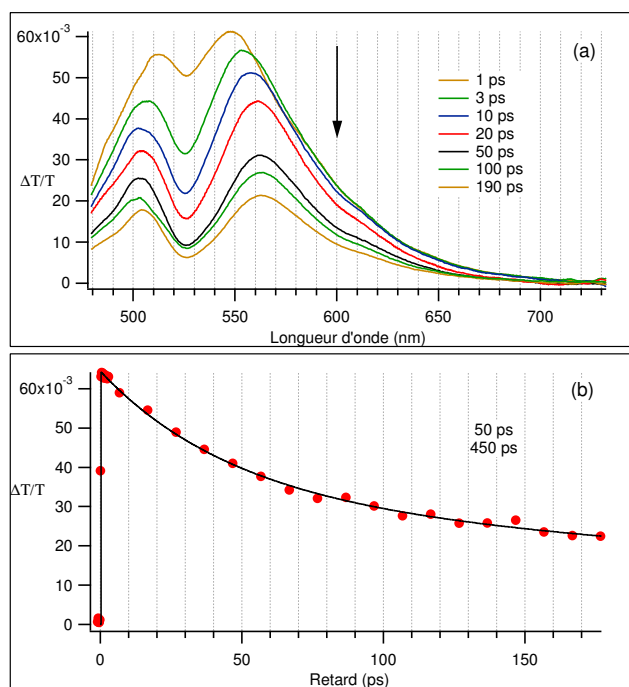 (a)
60x10⁻³
50
40
30
20
10
0
ΔT/T
1 ps
3 ps
10 ps
20 ps
50 ps
100 ps
190 ps
500
550
600
650
700
Longueur d'onde (nm)
(b)
60x10⁻³
50
40
30
20
10
0
ΔT/T
50 ps
450 ps
0
50
100
150
Retard (ps)